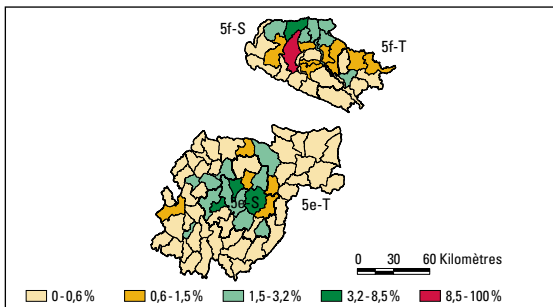 5f-S
5f-T
5e-S
5e-T
0 30 60 Kilomètres
0 - 0,6 % 0,6 - 1,5 % 1,5 - 3,2 % 3,2 - 8,5 % 8,5 - 100 %